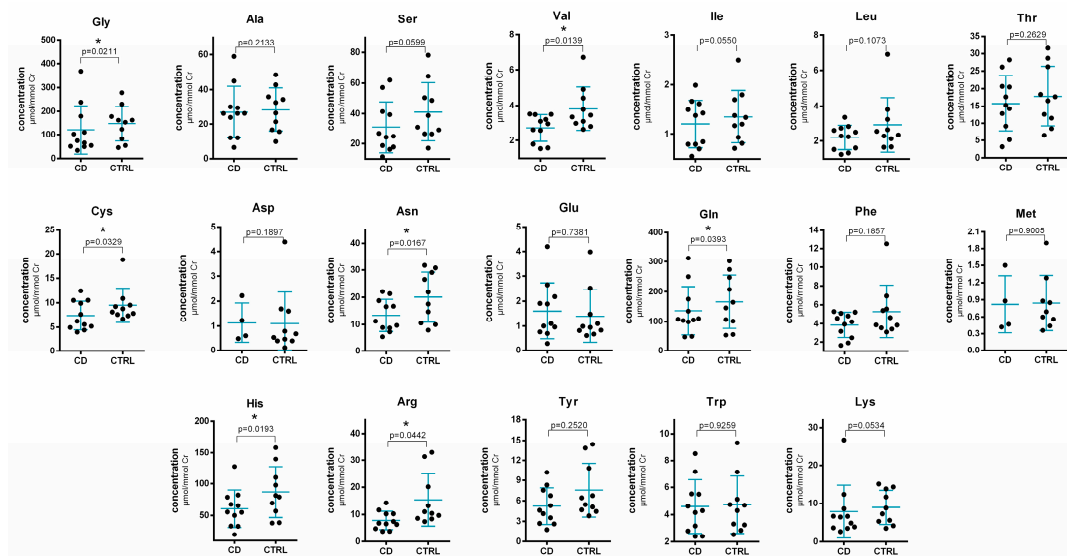 Gly
*
p=0.0211
concentration
µmol/mmol Cr
500
400
300
200
100
0
CD
CTRL
Ala
p=0.2133
concentration
µmol/mmol Cr
60
40
20
0
CD
CTRL
Ser
p=0.0599
concentration
µmol/mmol Cr
80
60
40
20
CD
CTRL
Val
*
p=0.0139
concentration
µmol/mmol Cr
8
6
4
2
CD
CTRL
Ile
p=0.0550
concentration
µmol/mmol Cr
3
2
1
CD
CTRL
Leu
p=0.1073
concentration
µmol/mmol Cr
8
6
4
2
CD
CTRL
Thr
p=0.2629
concentration
µmol/mmol Cr
35
30
25
20
15
10
5
0
CD
CTRL
Cys
*
p=0.0329
concentration
µmol/mmol Cr
25
20
15
10
5
0
CD
CTRL
Asp
p=0.1897
concentration
µmol/mmol Cr
5
4
3
2
1
0
CD
CTRL
Asn
*
p=0.0167
concentration
µmol/mmol Cr
50
40
30
20
10
0
CD
CTRL
Glu
p=0.7381
concentration
µmol/mmol Cr
5
4
3
2
1
0
CD
CTRL
Gln
*
p=0.0393
concentration
µmol/mmol Cr
400
300
200
100
0
CD
CTRL
Phe
p=0.1857
concentration
µmol/mmol Cr
14
12
10
8
6
4
2
CD
CTRL
Met
p=0.9005
concentration
µmol/mmol Cr
2.1
1.8
1.5
1.2
0.9
0.6
0.3
0.0
CD
CTRL
His
*
p=0.0193
concentration
µmol/mmol Cr
200
150
100
50
CD
CTRL
Arg
*
p=0.0442
concentration
µmol/mmol Cr
40
30
20
10
0
CD
CTRL
Tyr
p=0.2520
concentration
µmol/mmol Cr
18
15
12
9
6
3
0
CD
CTRL
Trp
p=0.9259
concentration
µmol/mmol Cr
10
8
6
4
2
CD
CTRL
Lys
p=0.0534
concentration
µmol/mmol Cr
30
20
10
0
CD
CTRL